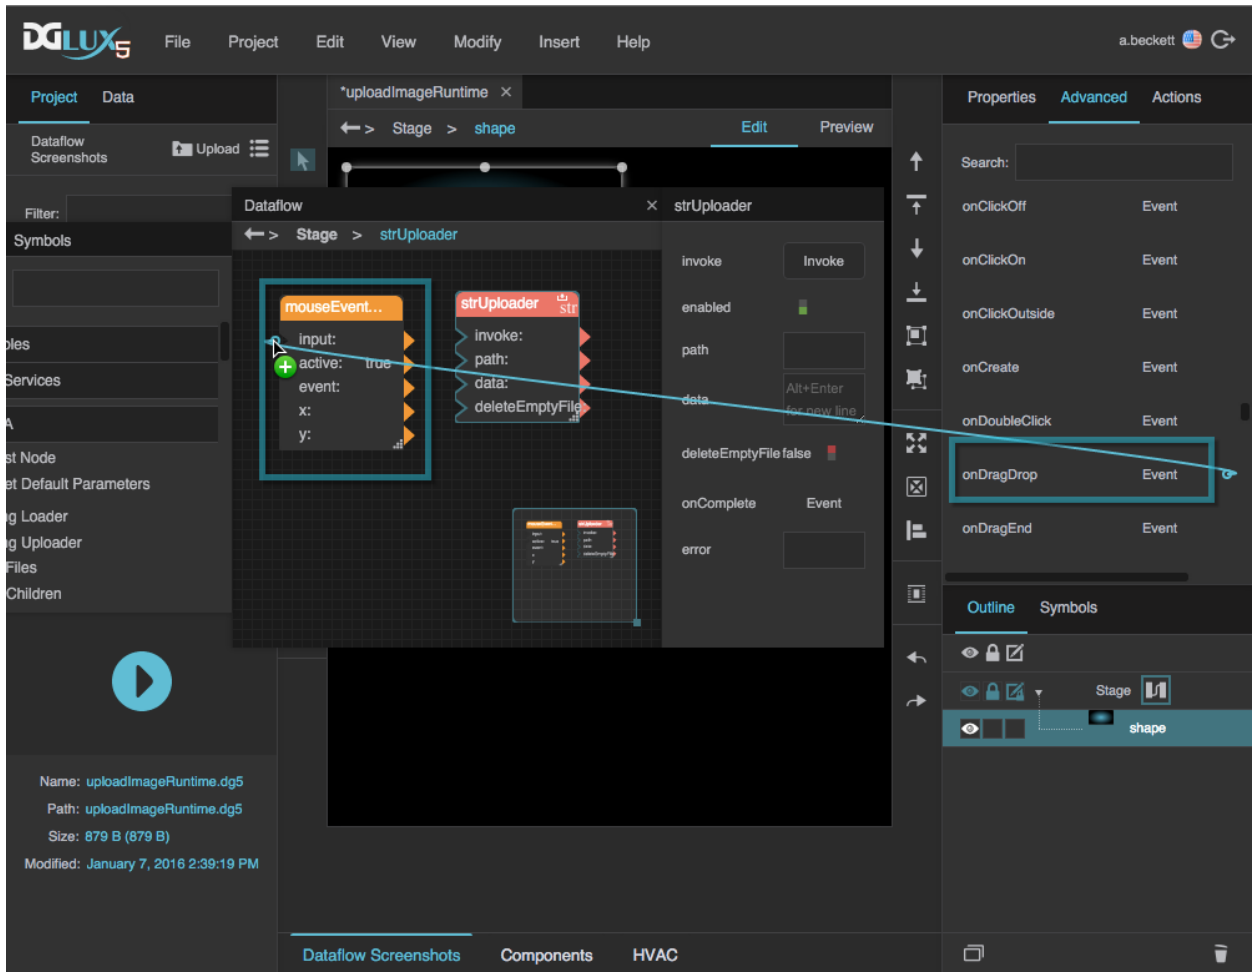 DGLUX5
File Project Edit View Modify Insert Help
a.beckett
Project Data
*uploadImageRuntime ×
Properties Advanced Actions
Dataflow
Screenshots
Upload
> Stage > shape
Edit Preview
Search:
Filter:
onClickOff Event
Dataflow ×
strUploader
Symbols
> Stage > strUploader
invoke Invoke
onClickOn Event
mouseEvent...
strUploader str
enabled
onClickOutside Event
input:
active: true
event:
x:
y:
invoke:
path:
data:
deleteEmptyFile
path
data
Alt+Enter
for new line
deleteEmptyFile false
onComplete Event
error
onCreate Event
onDoubleClick Event
onDragDrop Event
onDragEnd Event
oles
Services
A
st Node
et Default Parameters
ng Loader
ng Uploader
Files
Children
Outline Symbols
Stage
shape
Name: uploadImageRuntime.dg5
Path: uploadImageRuntime.dg5
Size: 879 B (879 B)
Modified: January 7, 2016 2:39:19 PM
Dataflow Screenshots Components HVAC